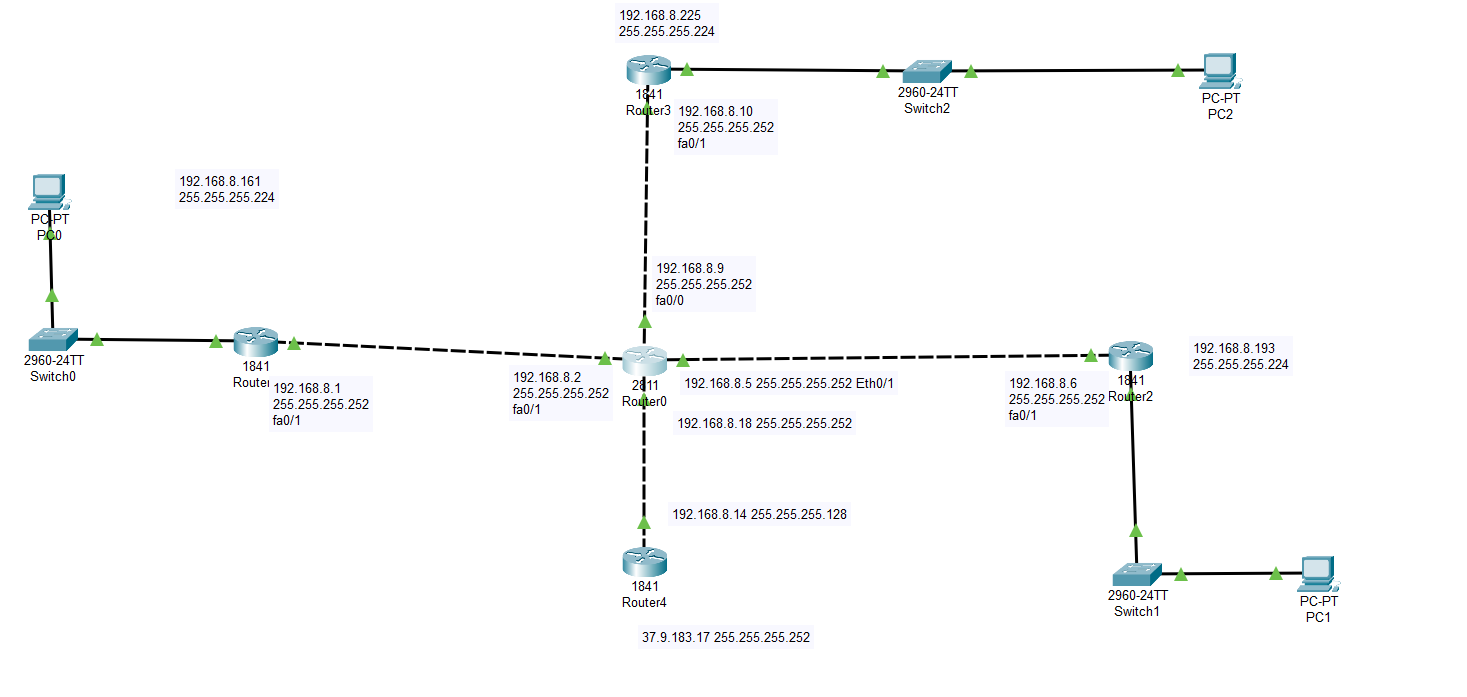 192.168.8.225
255.255.255.224
1841
Router3
192.168.8.10
255.255.255.252
fa0/1
2960-24TT
Switch2
PC-PT
PC2
192.168.8.161
255.255.255.224
PC-PT
PC0
192.168.8.9
255.255.255.252
fa0/0
2960-24TT
Switch0
1841
Router
192.168.8.1
255.255.255.252
fa0/1
192.168.8.2
255.255.255.252
fa0/1
2811
Router0
192.168.8.5 255.255.255.252 Eth0/1
192.168.8.18 255.255.255.252
192.168.8.6
255.255.255.252
fa0/1
1841
Router2
192.168.8.193
255.255.255.224
192.168.8.14 255.255.255.128
1841
Router4
37.9.183.17 255.255.255.252
2960-24TT
Switch1
PC-PT
PC1